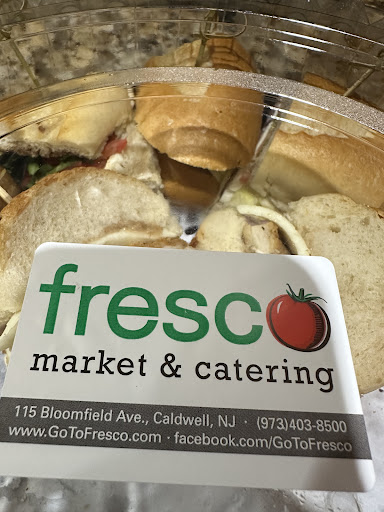 fresco
market & catering
115 Bloomfield Ave., Caldwell, NJ · (973)403-8500
www.GoToFresco.com · facebook.com/GoToFresco